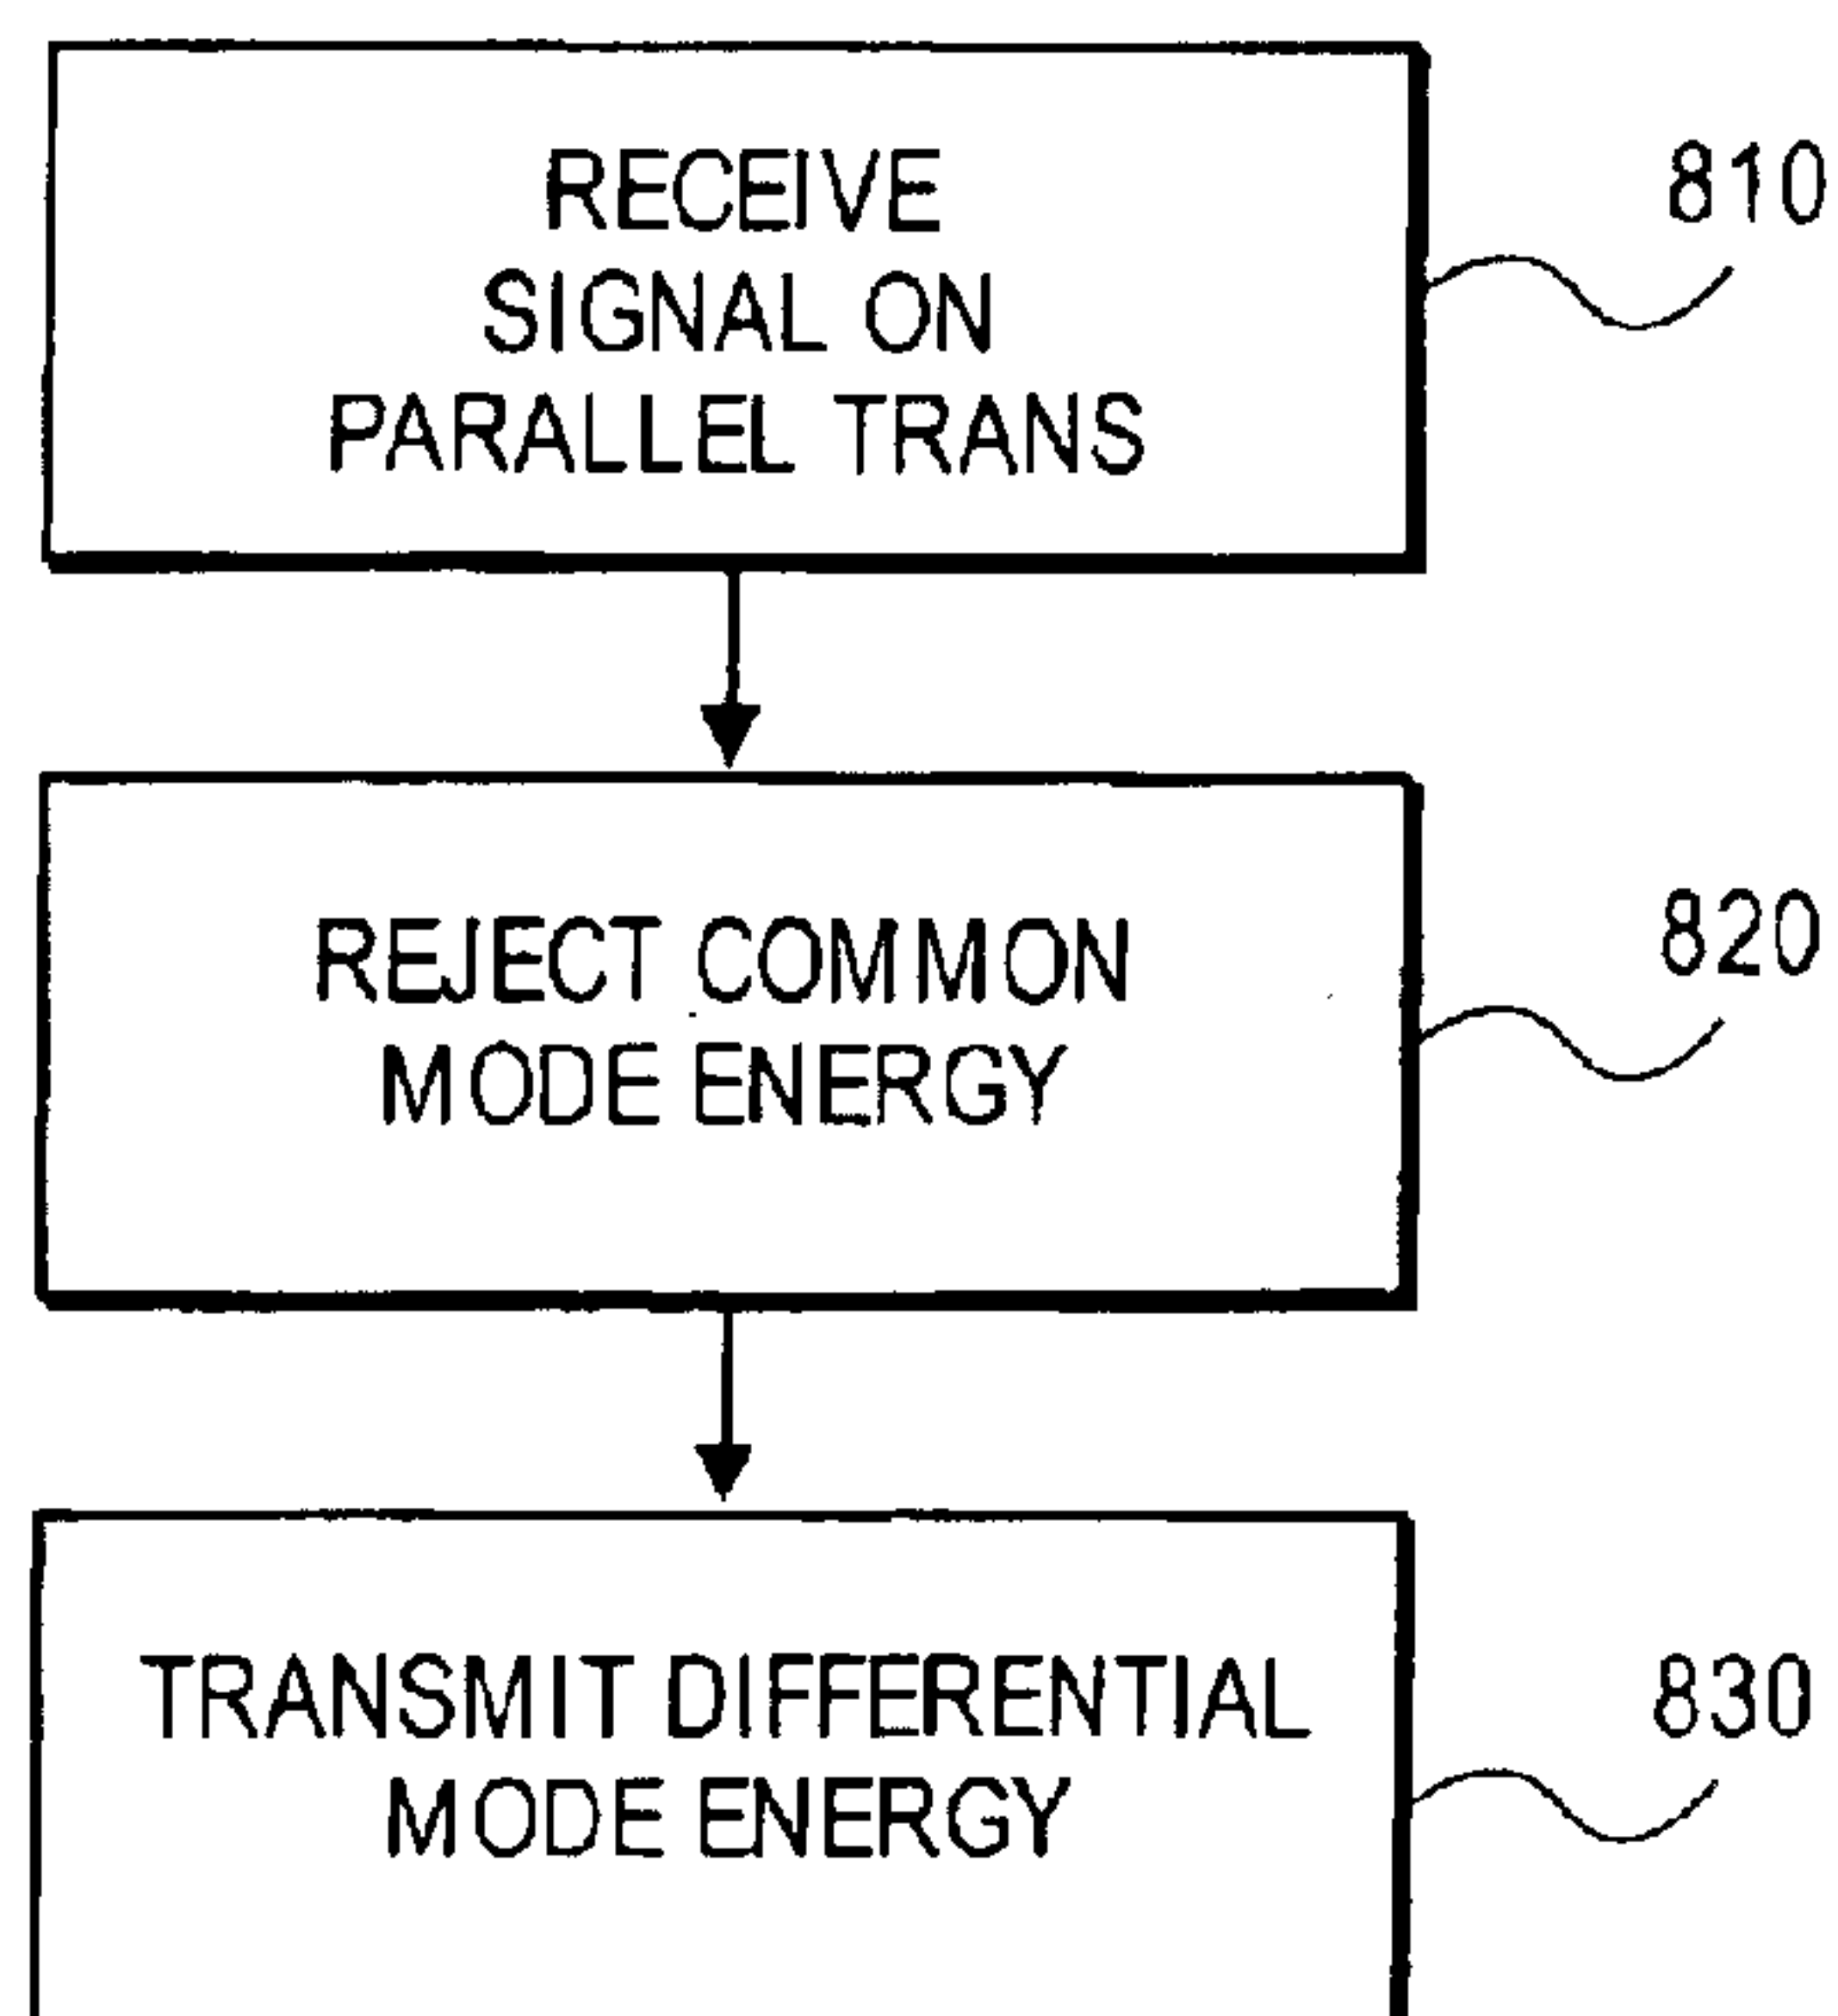 RECEIVE
SIGNAL ON
PARALLEL TRANS
810
REJECT COMMON
MODE ENERGY
820
TRANSMIT DIFFERENTIAL
MODE ENERGY
830